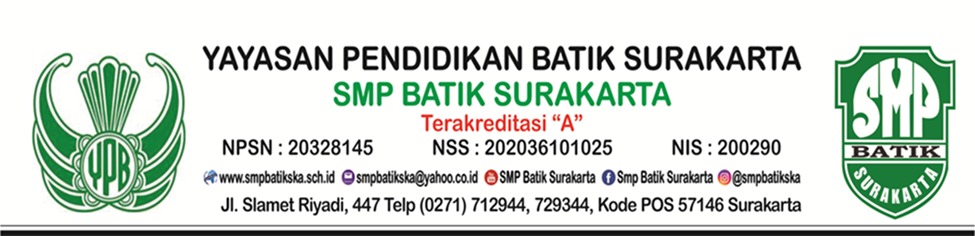 YAYASAN PENDIDIKAN BATIK SURAKARTA
SMP BATIK SURAKARTA
Terakreditasi “A”
NPSN : 20328145 NSS : 202036101025 NIS : 200290
www.smpbatikska.sch.id smpbatikska@yahoo.co.id SMP Batik Surakarta Smp Batik Surakarta @smpbatikska
Jl. Slamet Riyadi, 447 Telp (0271) 712944, 729344, Kode POS 57146 Surakarta
YPB
SMP
BATIK
SURAKARTA